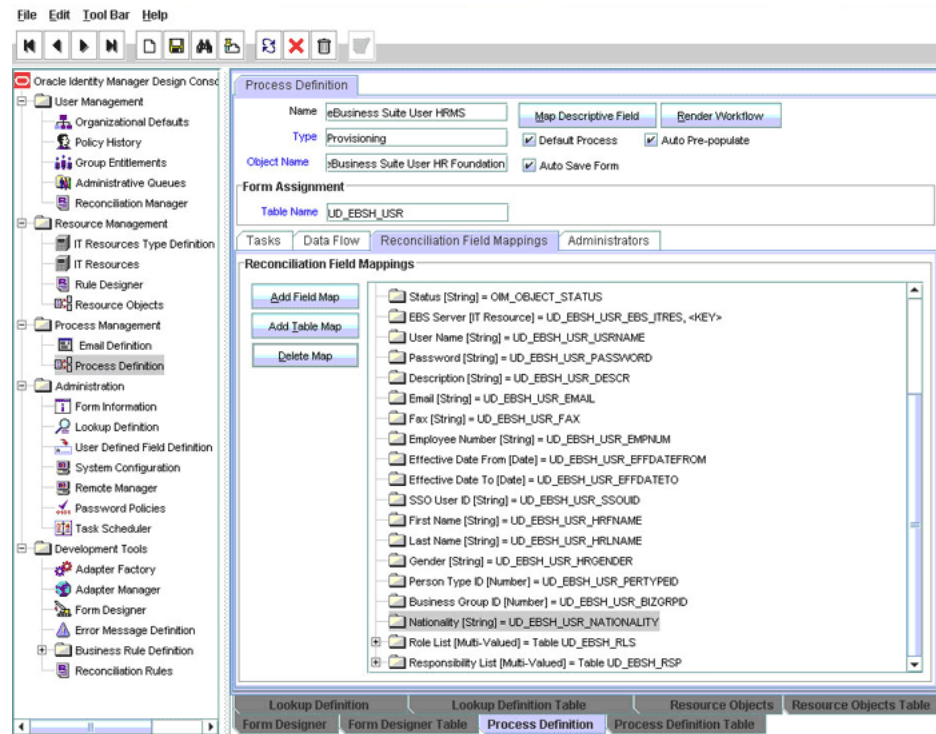 File Edit Tool Bar Help
Oracle Identity Manager Design Conso
User Management
Organizational Defaults
Policy History
Group Entitlements
Administrative Queues
Reconciliation Manager
Resource Management
IT Resources Type Definition
IT Resources
Rule Designer
Resource Objects
Process Management
Email Definition
Process Definition
Administration
Form Information
Lookup Definition
User Defined Field Definition
System Configuration
Remote Manager
Password Policies
Task Scheduler
Development Tools
Adapter Factory
Adapter Manager
Form Designer
Error Message Definition
Business Rule Definition
Reconciliation Rules
Process Definition
Name eBusiness Suite User HRMS Map Descriptive Field Render Workflow
Type Provisioning Default Process Auto Pre-populate
Object Name eBusiness Suite User HR Foundation Auto Save Form
Form Assignment
Table Name UD_EBSH_USR
Tasks Data Flow Reconciliation Field Mappings Administrators
Reconciliation Field Mappings
Add Field Map
Add Table Map
Delete Map
Status [String] = OIM_OBJECT_STATUS
EBS Server [IT Resource] = UD_EBSH_USR_EBS_ITRES, <KEY>
User Name [String] = UD_EBSH_USR_USRNAME
Password [String] = UD_EBSH_USR_PASSWORD
Description [String] = UD_EBSH_USR_DESCR
Email [String] = UD_EBSH_USR_EMAIL
Fax [String] = UD_EBSH_USR_FAX
Employee Number [String] = UD_EBSH_USR_EMPNUM
Effective Date From [Date] = UD_EBSH_USR_EFFDATEFROM
Effective Date To [Date] = UD_EBSH_USR_EFFDATETO
SSO User ID [String] = UD_EBSH_USR_SSOUID
First Name [String] = UD_EBSH_USR_HRFNAME
Last Name [String] = UD_EBSH_USR_HRLNAME
Gender [String] = UD_EBSH_USR_HRGENDER
Person Type ID [Number] = UD_EBSH_USR_PERTYPEID
Business Group ID [Number] = UD_EBSH_USR_BIZGRPID
Nationality [String] = UD_EBSH_USR_NATIONALITY
Role List [Multi-Valued] = Table UD_EBSH_RLS
Responsibility List [Multi-Valued] = Table UD_EBSH_RSP
Lookup Definition Lookup Definition Table Resource Objects Resource Objects Table
Form Designer Form Designer Table Process Definition Process Definition Table